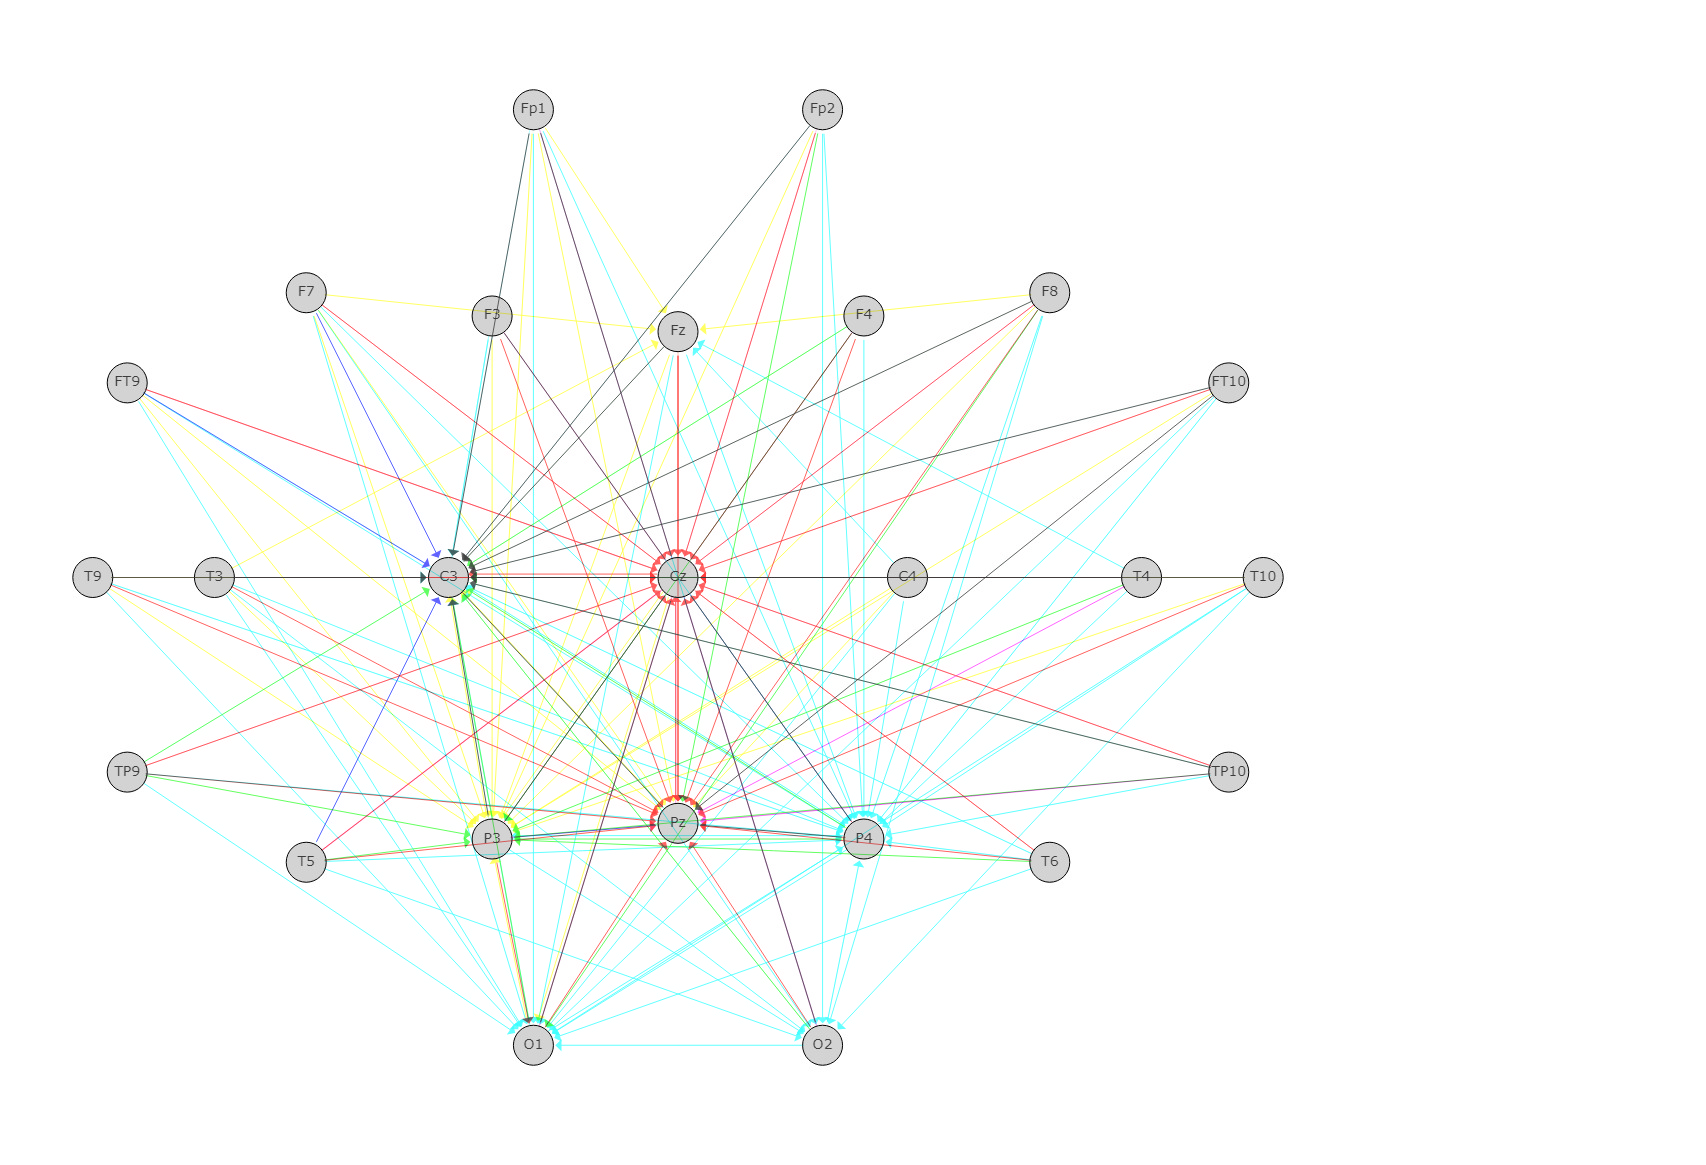 Fp1 Fp2
F7 F3 Fz F4 F8
FT9 FT10
T9 T3 C3 Cz C4 T4 T10
TP9 TP10
T5 P3 Pz P4 T6
O1 O2